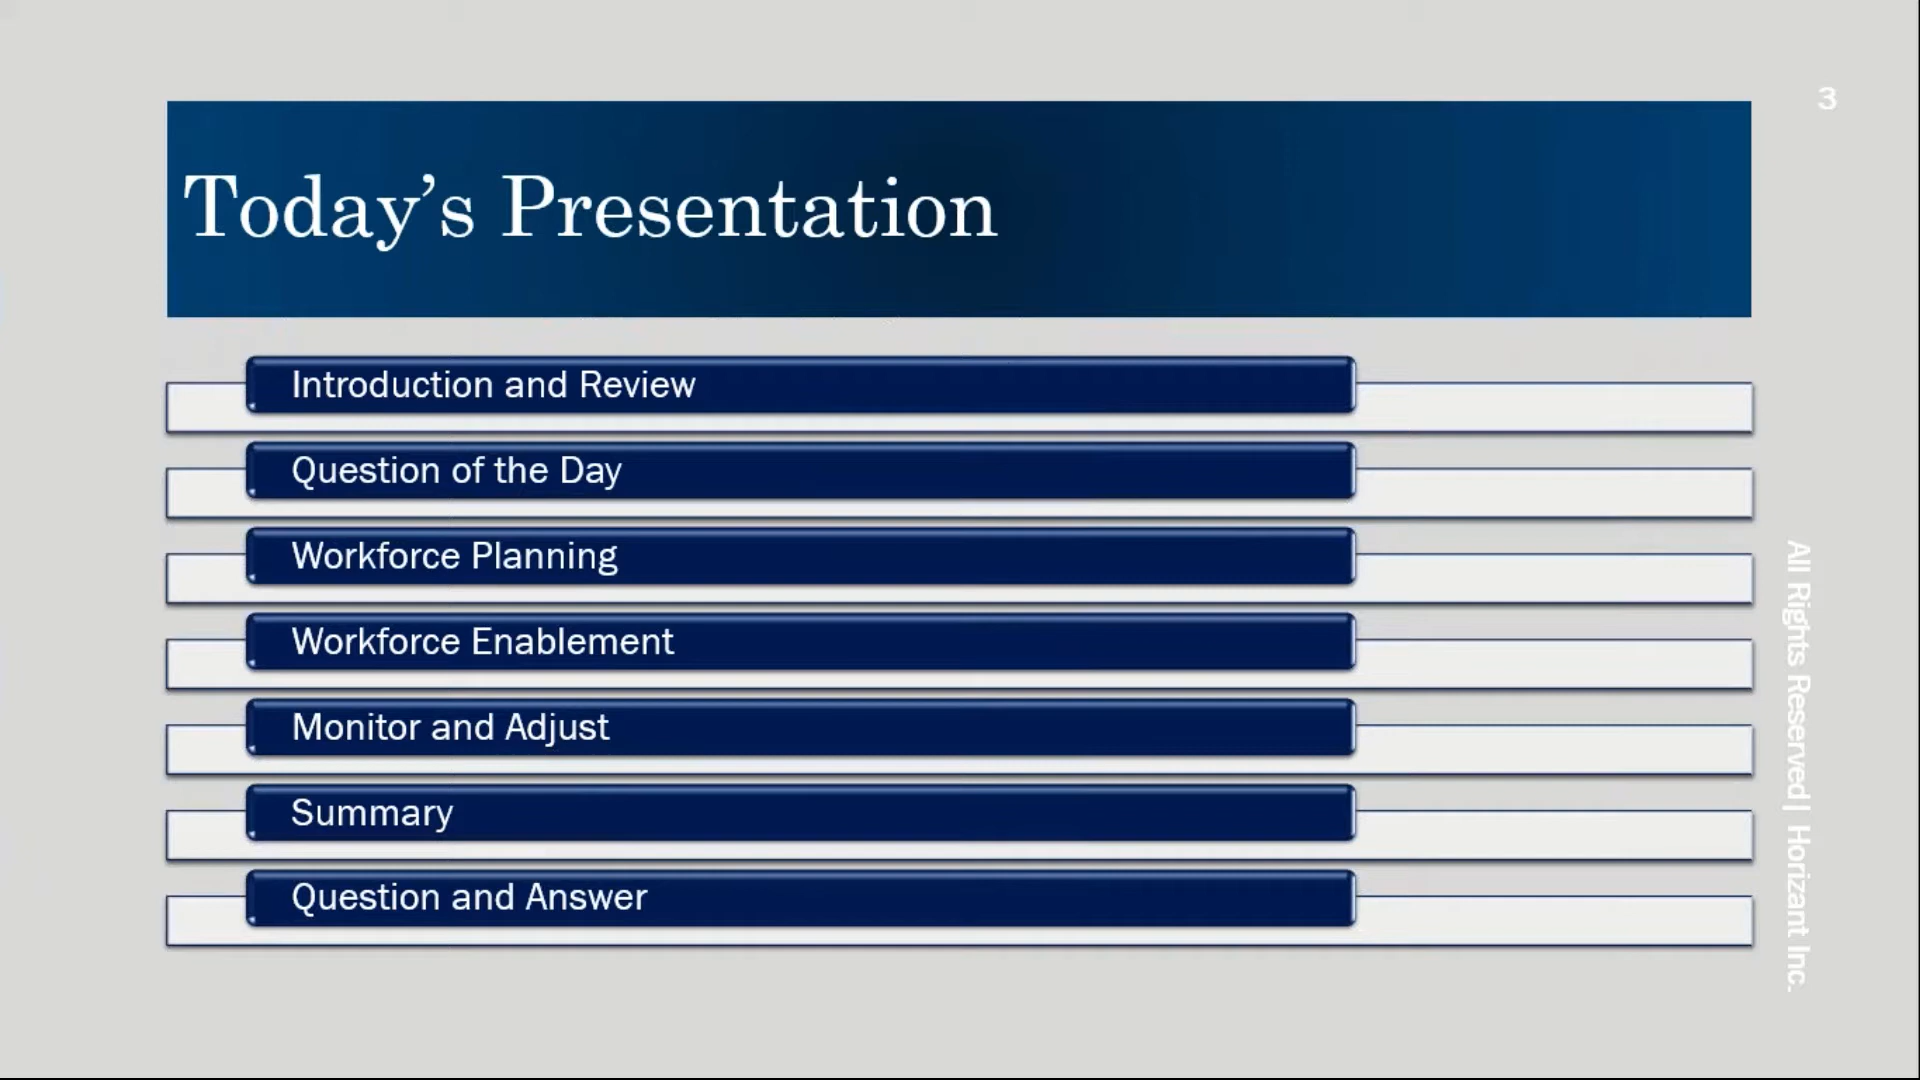 3
Today’s Presentation
Introduction and Review
Question of the Day
Workforce Planning
Workforce Enablement
Monitor and Adjust
Summary
Question and Answer
All Rights Reserved| Horizant Inc.